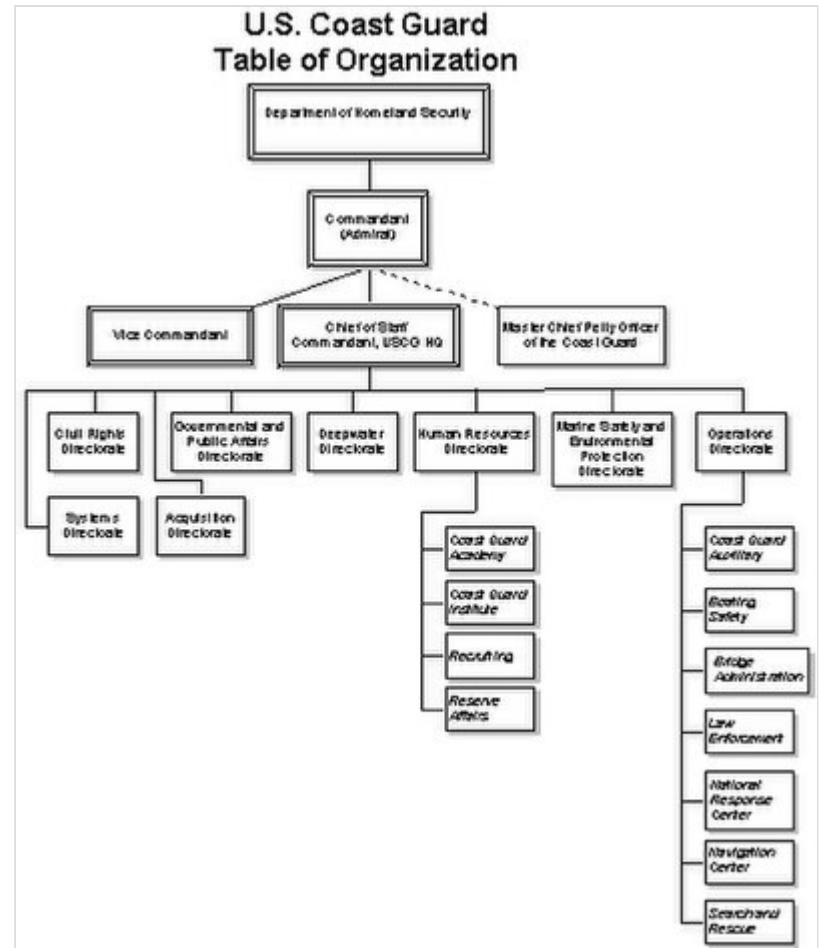 U.S. Coast Guard
Table of Organization
Department of Homeland Security
Commandant
(Admiral)
Vice Commandant
Chief of Staff
Commandant, USCG HQ
Master Chief Petty Officer
of the Coast Guard
Civil Rights
Directorate
Governmental and
Public Affairs
Directorate
Deepwater
Directorate
Human Resources
Directorate
Marine Safety and
Environmental
Protection
Directorate
Operations
Directorate
Systems
Directorate
Acquisition
Directorate
Coast Guard
Academy
Coast Guard
Institute
Recruiting
Reserve
Affairs
Coast Guard
Auxiliary
Boating
Safety
Bridge
Administration
Law
Enforcement
National
Response
Center
Navigation
Center
Search and
Rescue